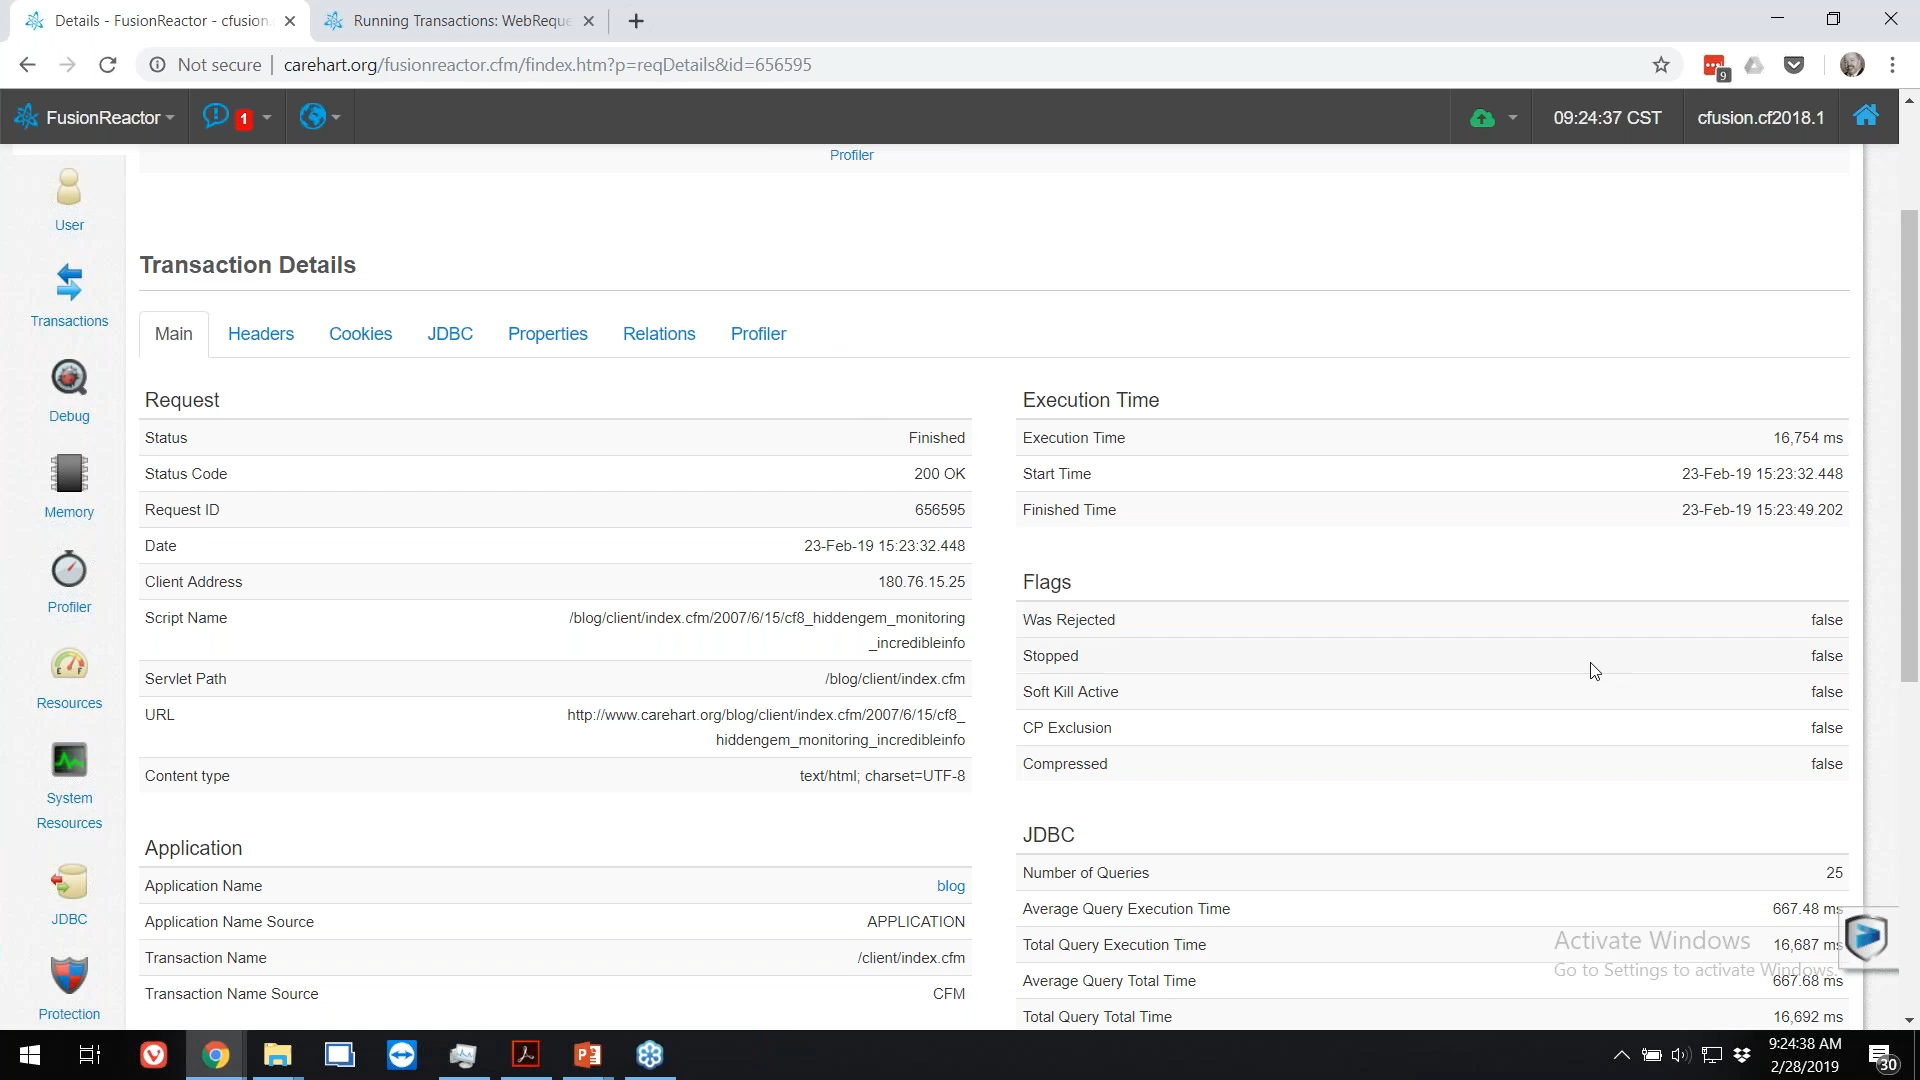 Details - FusionReactor - cfusion.
Running Transactions: WebReque
Not secure | carehart.org/fusionreactor.cfm/findex.htm?p=reqDetails&id=656595
9
FusionReactor
1
09:24:37 CST
cfusion.cf2018.1
User
Transactions
Debug
Memory
Profiler
Resources
System
Resources
JDBC
Protection
Profiler
Transaction Details
Main Headers Cookies JDBC Properties Relations Profiler
Request
Status Finished
Status Code 200 OK
Request ID 656595
Date 23-Feb-19 15:23:32.448
Client Address 180.76.15.25
Script Name /blog/client/index.cfm/2007/6/15/cf8_hiddengem_monitoring
_incredibleinfo
Servlet Path /blog/client/index.cfm
URL http://www.carehart.org/blog/client/index.cfm/2007/6/15/cf8_
hiddengem_monitoring_incredibleinfo
Content type text/html; charset=UTF-8
Application
Application Name blog
Application Name Source APPLICATION
Transaction Name /client/index.cfm
Transaction Name Source CFM
Execution Time
Execution Time 16,754 ms
Start Time 23-Feb-19 15:23:32.448
Finished Time 23-Feb-19 15:23:49.202
Flags
Was Rejected false
Stopped false
Soft Kill Active false
CP Exclusion false
Compressed false
JDBC
Number of Queries 25
Average Query Execution Time 667.48 ms
Total Query Execution Time 16,687 ms
Average Query Total Time 667.68 ms
Total Query Total Time 16,692 ms
Activate Windows
Go to Settings to activate Windows.
9:24:38 AM
2/28/2019
30